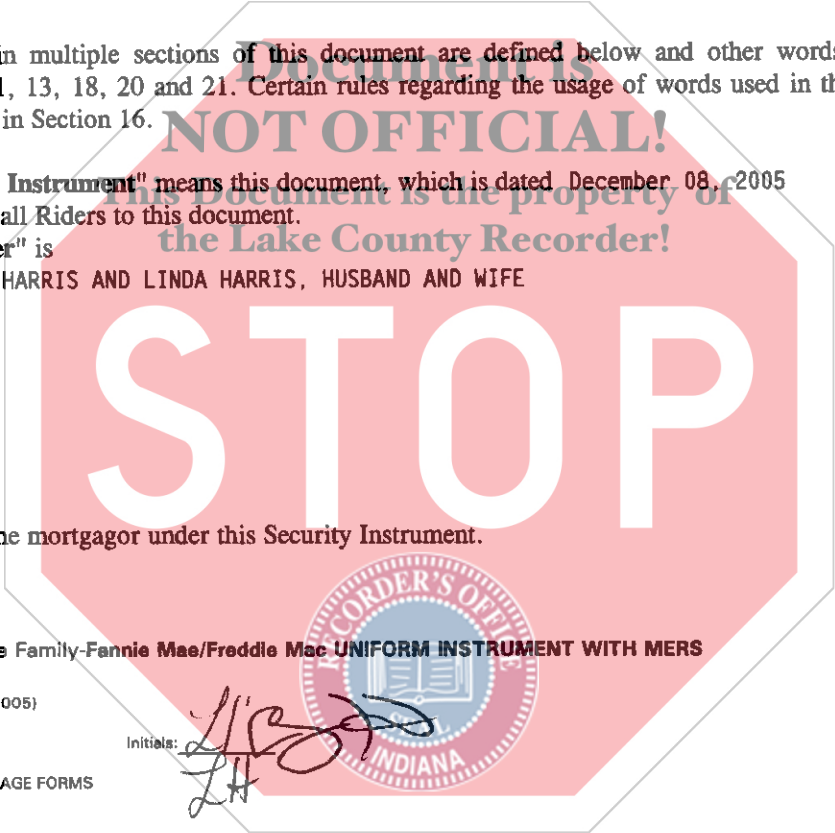 in multiple sections of this document are defined below and other words
, 13, 18, 20 and 21. Certain rules regarding the usage of words used in
in Section 16.
Document is
NOT OFFICIAL!
This Document is the property of
the Lake County Recorder!
Instrument" means this document, which is dated December 08, 2005
all Riders to this document.
er" is
HARRIS AND LINDA HARRIS, HUSBAND AND WIFE
STOP
mortgagor under this Security Instrument.
RECORDER'S OFFICE
SEAL
INDIANA
Family-Fannie Mae/Freddie Mac UNIFORM INSTRUMENT WITH MERS
005)
Initials:
LH
AGE FORMS